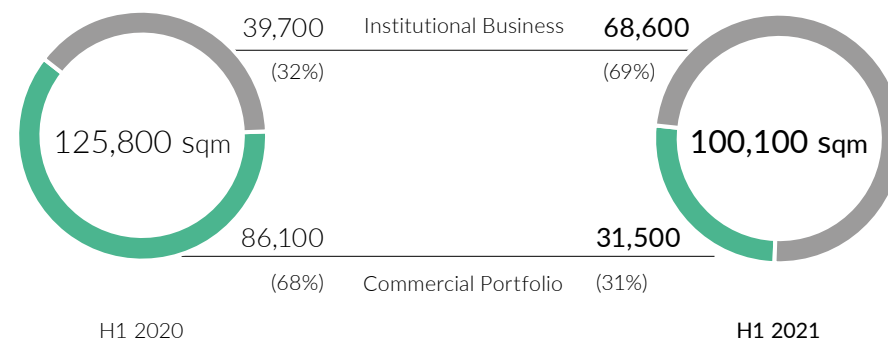 39,700 Institutional Business 68,600
(32%) (69%)
125,800 sqm 100,100 sqm
86,100 31,500
(68%) Commercial Portfolio (31%)
H1 2020 H1 2021